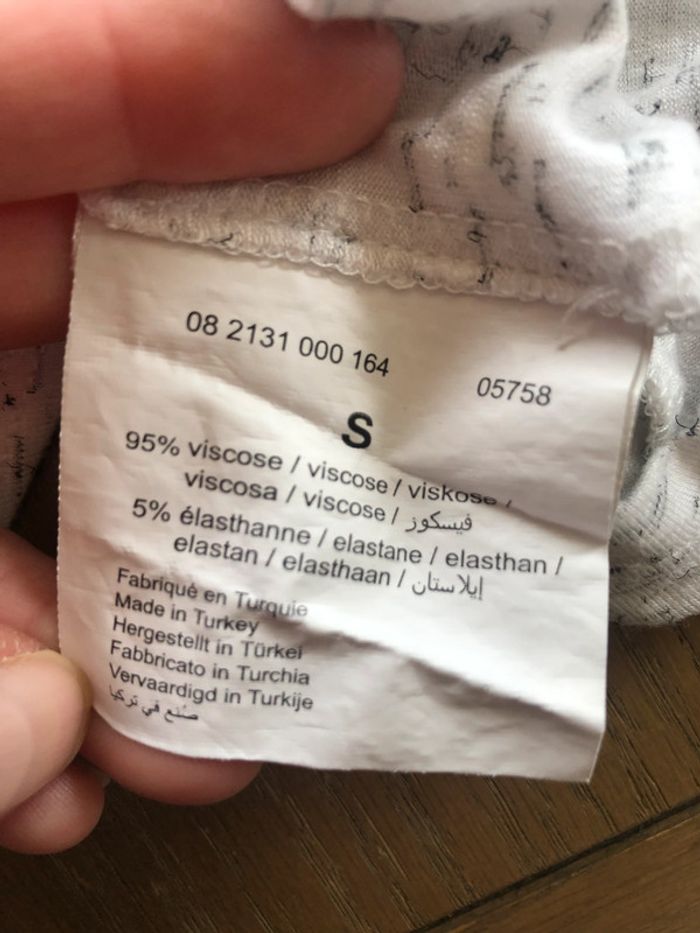 08 2131 000 164
05758
S
95% viscose / viscose / viskose /
viscosa / viscose / فيسكوز
5% élasthanne / elastane / elasthan /
elastan / elasthaan / إيلاستان
Fabriqué en Turquie
Made in Turkey
Hergestellt in Türkei
Fabbricato in Turchia
Vervaardigd in Turkije
صنع في تركيا